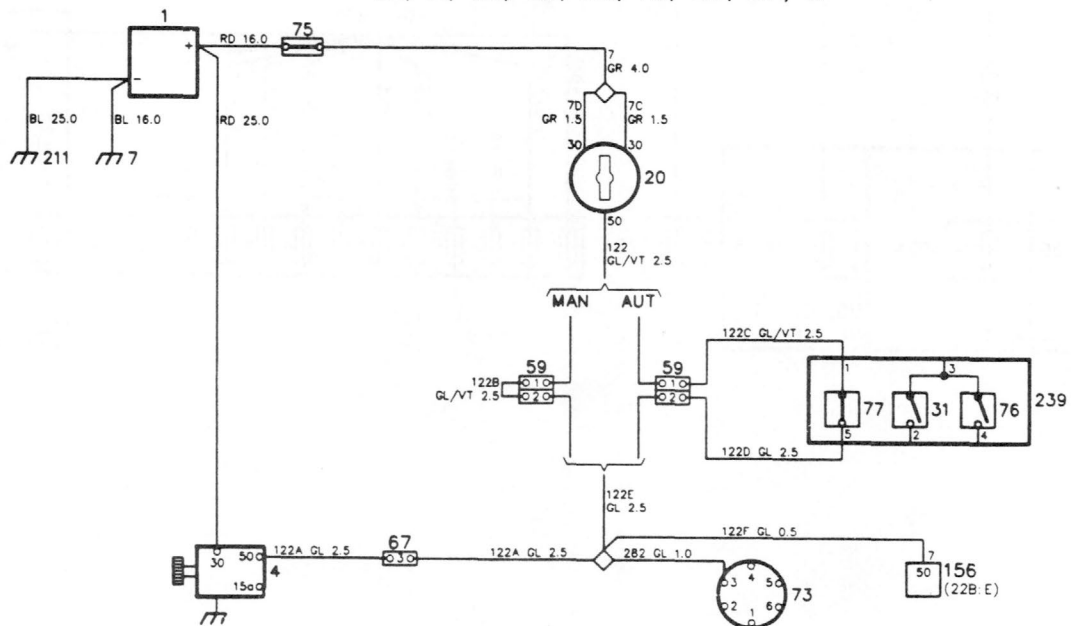 1
75
+
RD 16.0
-
7
GR 4.0
BL 25.0
BL 16.0
RD 25.0
7D
GR 1.5
7C
GR 1.5
211
7
30
30
20
50
122
GL/VT 2.5
MAN
AUT
122C GL/VT 2.5
59
59
122B
GL/VT 2.5
1
2
1
2
1
3
77
31
76
239
5
2
4
122D GL 2.5
122E
GL 2.5
122F GL 0.5
67
122A GL 2.5
3
122A GL 2.5
282 GL 1.0
30
50
15a
4
4
3
5
2
6
1
73
7
50
156
(22B:E)